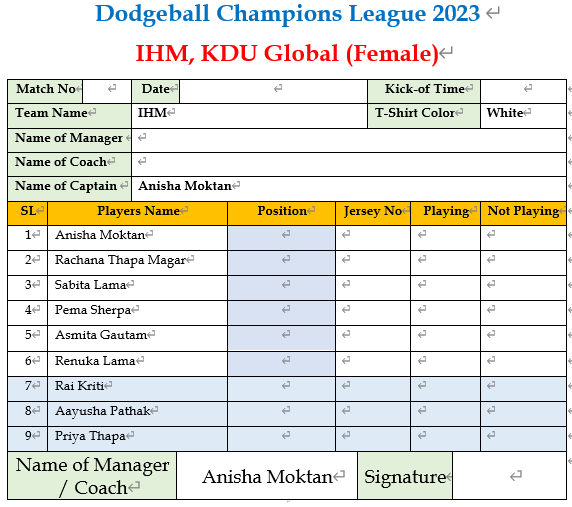 Dodgeball Champions League 2023
IHM, KDU Global (Female)
Match No Date Kick-of Time
Team Name IHM T-Shirt Color White
Name of Manager
Name of Coach
Name of Captain Anisha Moktan
SL Players Name Position Jersey No Playing Not Playing
1 Anisha Moktan
2 Rachana Thapa Magar
3 Sabita Lama
4 Pema Sherpa
5 Asmita Gautam
6 Renuka Lama
7 Rai Kriti
8 Aayusha Pathak
9 Priya Thapa
Name of Manager
/ Coach Anisha Moktan Signature